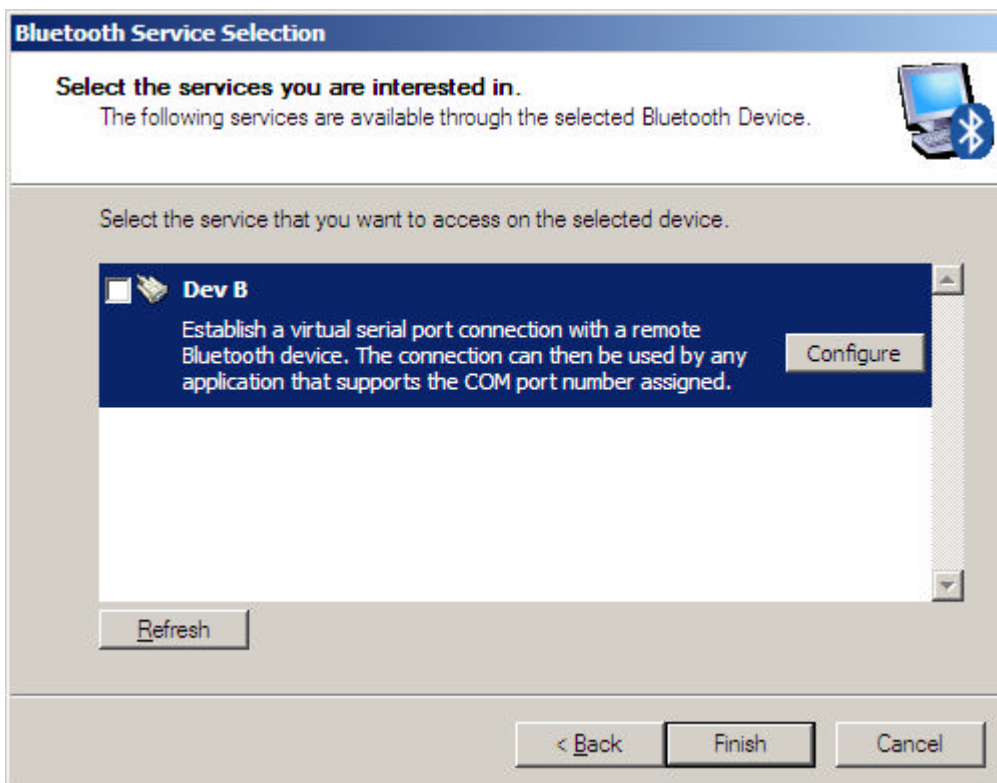 Bluetooth Service Selection
Select the services you are interested in.
The following services are available through the selected Bluetooth Device.
Select the service that you want to access on the selected device.
Dev B
Establish a virtual serial port connection with a remote
Bluetooth device. The connection can then be used by any
application that supports the COM port number assigned.
Configure
Refresh
< Back
Finish
Cancel